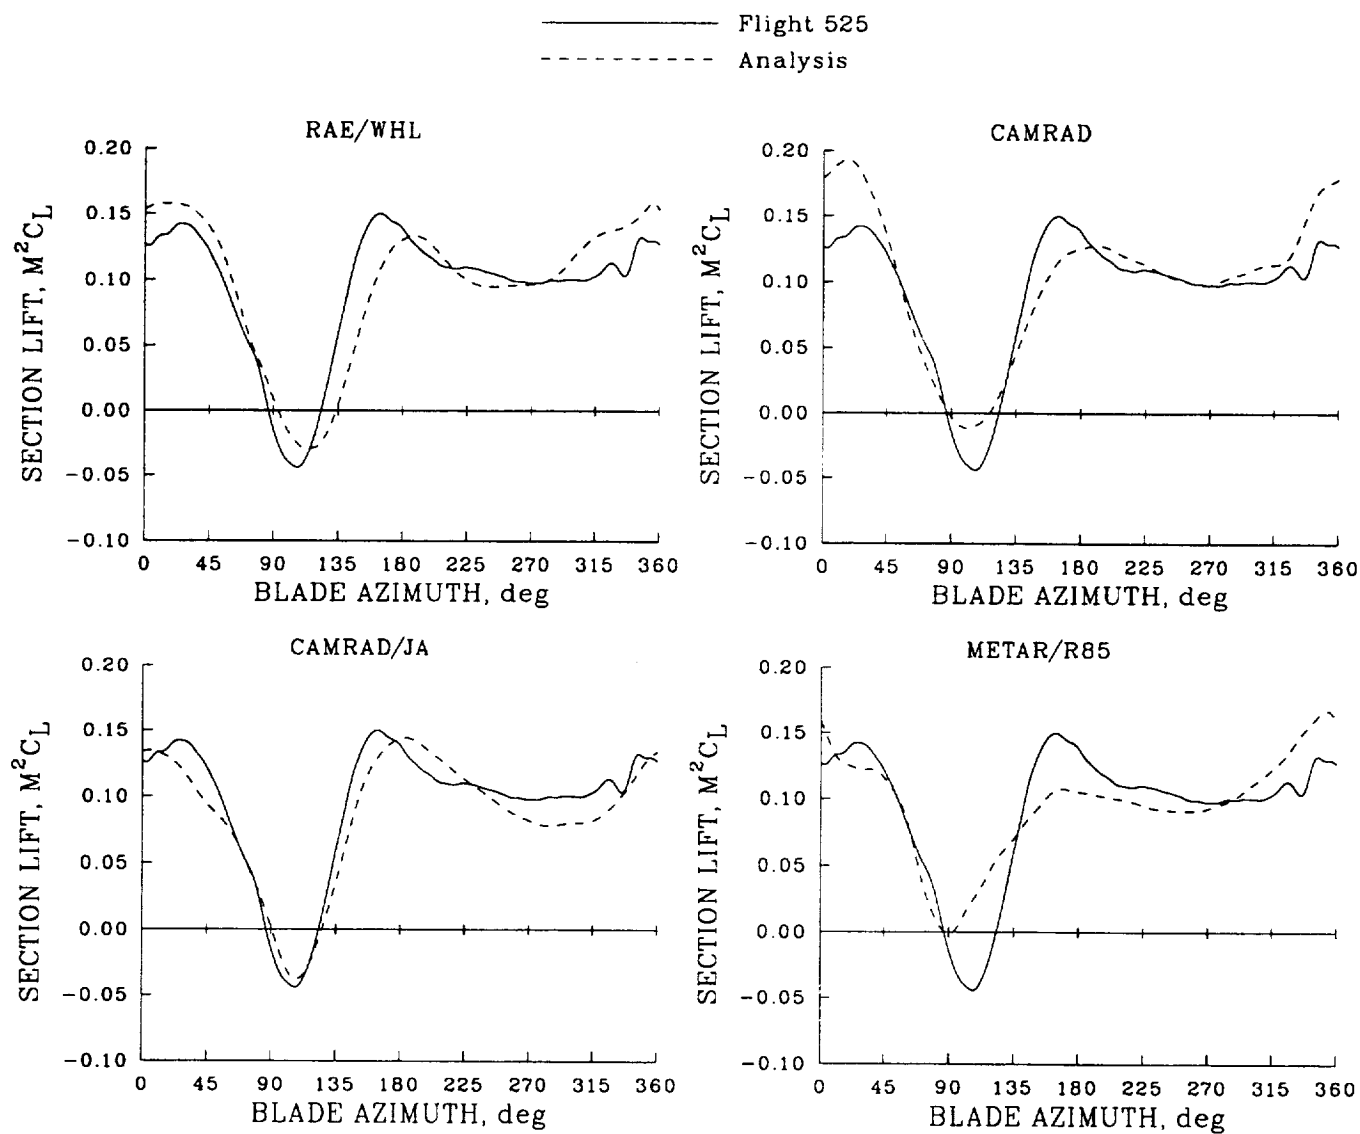 Flight 525
Analysis
RAE/WHL
0.20
0.15
0.10
0.05
0.00
−0.05
−0.10
SECTION LIFT, M²C_L
0 45 90 135 180 225 270 315 360
BLADE AZIMUTH, deg
CAMRAD
0.20
0.15
0.10
0.05
0.00
−0.05
−0.10
SECTION LIFT, M²C_L
0 45 90 135 180 225 270 315 360
BLADE AZIMUTH, deg
CAMRAD/JA
0.20
0.15
0.10
0.05
0.00
−0.05
−0.10
SECTION LIFT, M²C_L
0 45 90 135 180 225 270 315 360
BLADE AZIMUTH, deg
METAR/R85
0.20
0.15
0.10
0.05
0.00
−0.05
−0.10
SECTION LIFT, M²C_L
0 45 90 135 180 225 270 315 360
BLADE AZIMUTH, deg